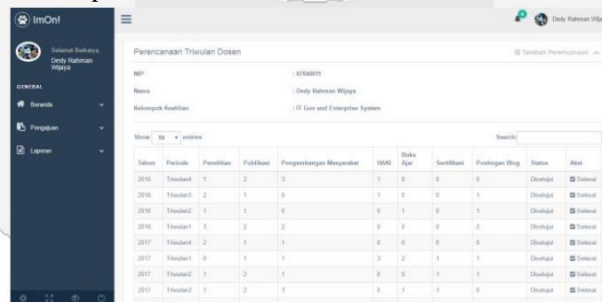 ImOn!
Dedy Rahman Wijaya
Selamat Berkarya,
Dedy Rahman
Wijaya
GENERAL
Beranda
Pengajuan
Laporan
Perencanaan Triwulan Dosen
Tambah Perencanaan
NIP : 07840011
Nama : Dedy Rahman Wijaya
Kelompok Keahlian : IT Gov and Enterprise System
Show 10 entries Search:
Tahun Periode Penelitian Publikasi Pengembangan Masyarakat HAKI Buku Ajar Sertifikasi Postingan Blog Status Aksi
2016 Triwulan4 1 2 3 1 0 0 0 Disetujui Selesai
2016 Triwulan3 2 1 0 1 0 0 1 Disetujui Selesai
2016 Triwulan2 1 1 0 0 1 0 1 Disetujui Selesai
2016 Triwulan1 3 2 2 0 0 0 2 Disetujui Selesai
2017 Triwulan4 2 1 1 0 0 0 0 Disetujui Selesai
2017 Triwulan1 0 1 1 3 2 1 1 Disetujui Selesai
2017 Triwulan2 1 2 1 0 0 1 1 Disetujui Selesai
2017 Triwulan3 1 2 3 0 1 1 0 Disetujui Selesai